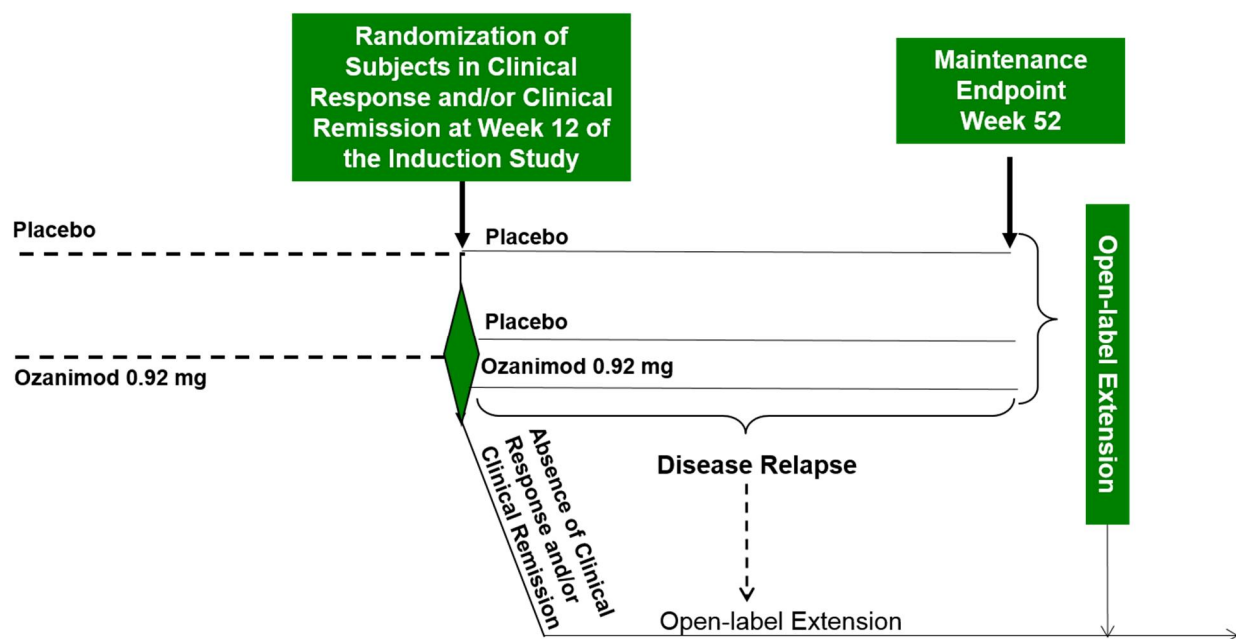 Randomization of
Subjects in Clinical
Response and/or Clinical
Remission at Week 12 of
the Induction Study
Maintenance
Endpoint
Week 52
Placebo
Placebo
Placebo
Ozanimod 0.92 mg
Ozanimod 0.92 mg
Open-label Extension
Absence of Clinical
Response and/or
Clinical Remission
Disease Relapse
Open-label Extension